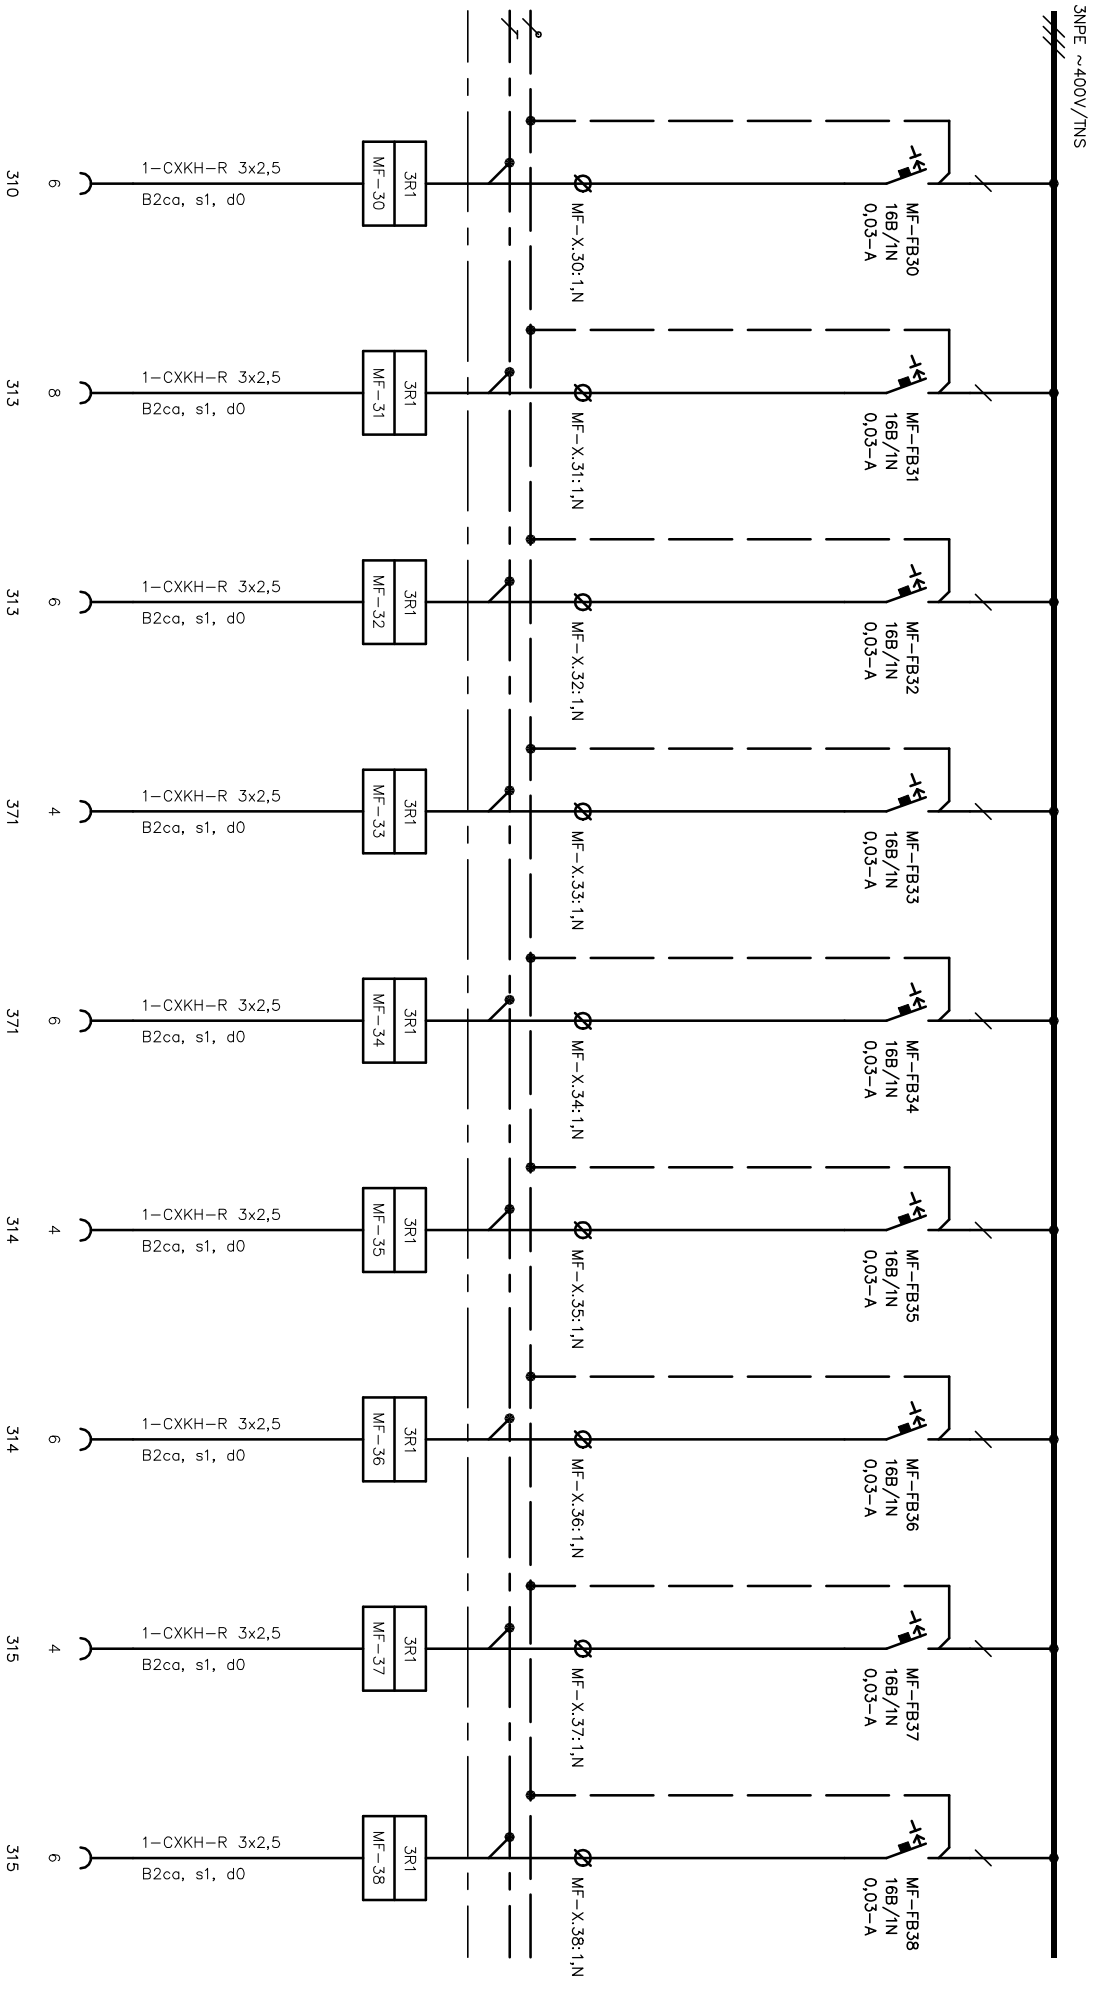 3NPE ~400V/TNS
MF-FB30
16B/1N
0,03-A
MF-X.30:1,N
3R1
MF-30
1-CXKH-R 3x2,5
B2ca, s1, d0
6
310
MF-FB31
16B/1N
0,03-A
MF-X.31:1,N
3R1
MF-31
1-CXKH-R 3x2,5
B2ca, s1, d0
8
313
MF-FB32
16B/1N
0,03-A
MF-X.32:1,N
3R1
MF-32
1-CXKH-R 3x2,5
B2ca, s1, d0
6
313
MF-FB33
16B/1N
0,03-A
MF-X.33:1,N
3R1
MF-33
1-CXKH-R 3x2,5
B2ca, s1, d0
4
371
MF-FB34
16B/1N
0,03-A
MF-X.34:1,N
3R1
MF-34
1-CXKH-R 3x2,5
B2ca, s1, d0
6
371
MF-FB35
16B/1N
0,03-A
MF-X.35:1,N
3R1
MF-35
1-CXKH-R 3x2,5
B2ca, s1, d0
4
314
MF-FB36
16B/1N
0,03-A
MF-X.36:1,N
3R1
MF-36
1-CXKH-R 3x2,5
B2ca, s1, d0
6
314
MF-FB37
16B/1N
0,03-A
MF-X.37:1,N
3R1
MF-37
1-CXKH-R 3x2,5
B2ca, s1, d0
4
315
MF-FB38
16B/1N
0,03-A
MF-X.38:1,N
3R1
MF-38
1-CXKH-R 3x2,5
B2ca, s1, d0
6
315